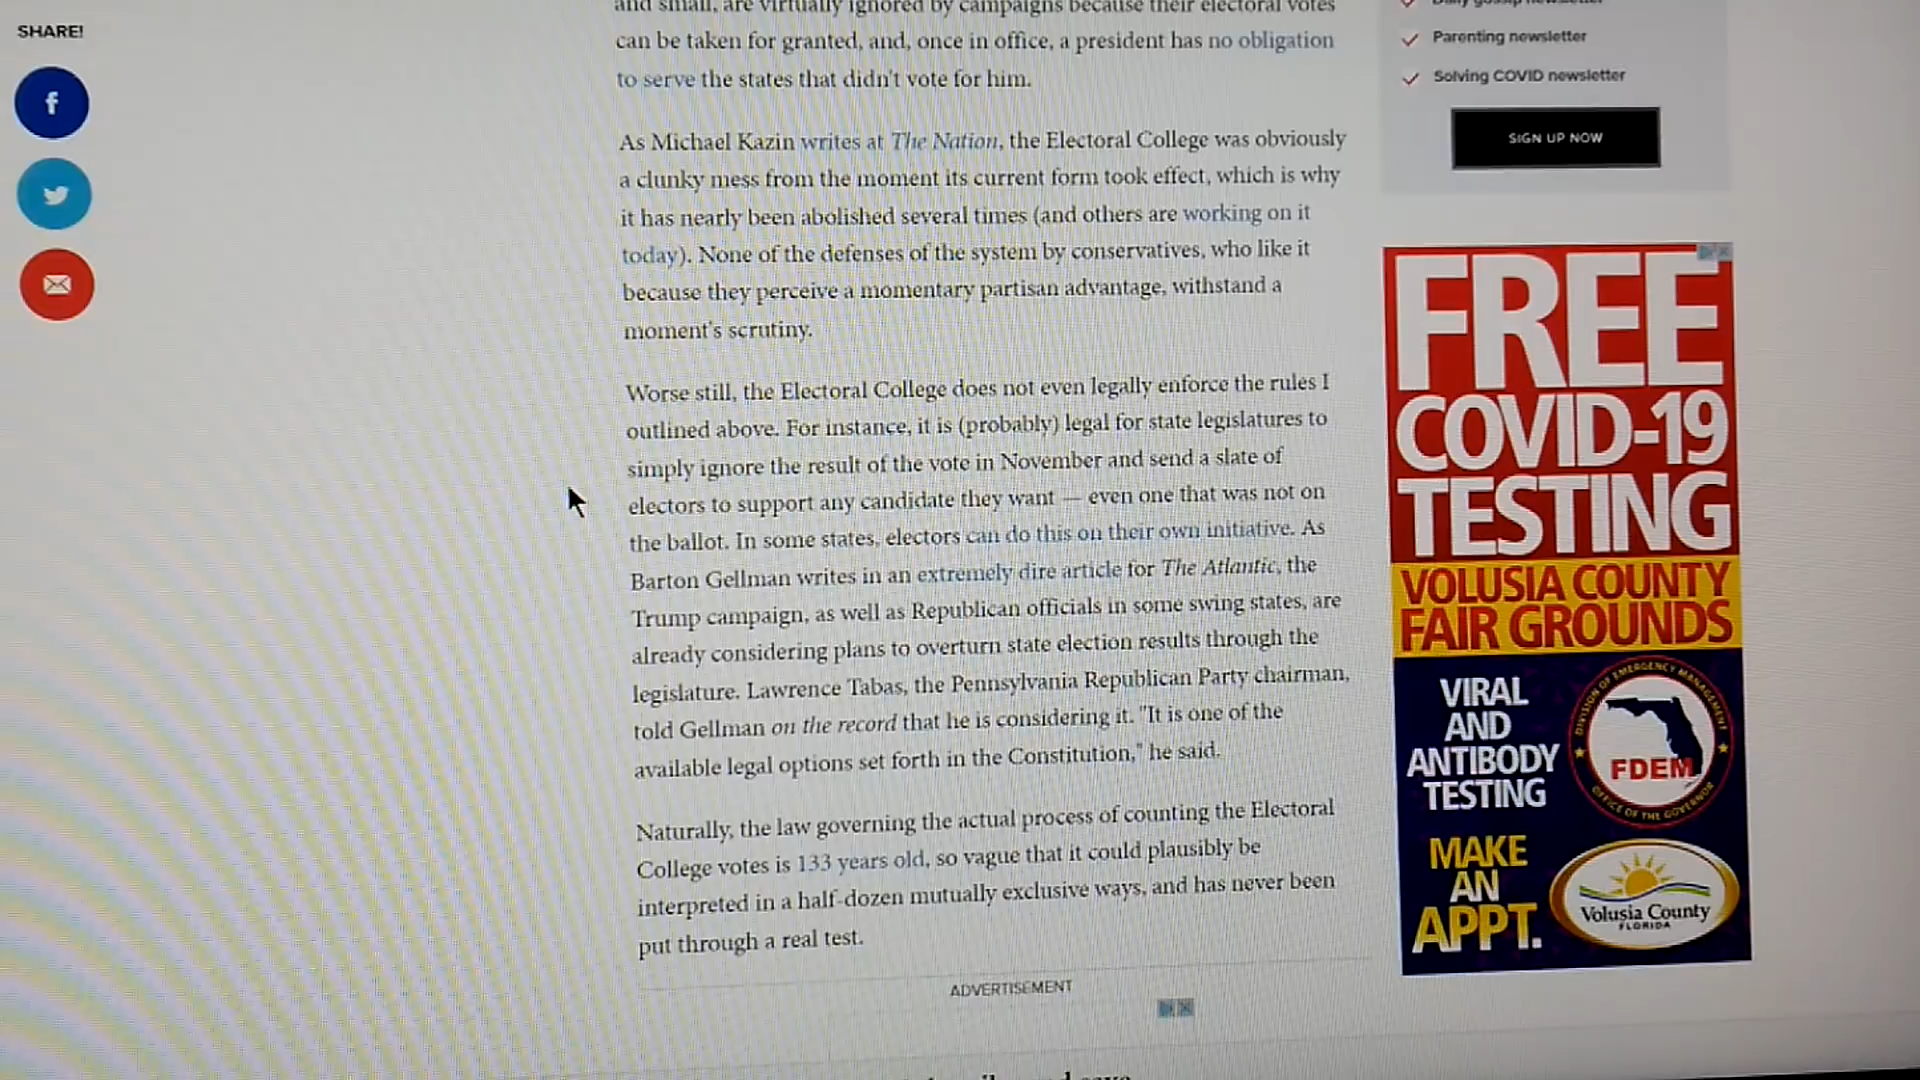 SHARE!
f
and small, are virtually ignored by campaigns because their electoral votes
can be taken for granted, and, once in office, a president has no obligation
to serve the states that didn't vote for him.
As Michael Kazin writes at The Nation, the Electoral College was obviously
a clunky mess from the moment its current form took effect, which is why
it has nearly been abolished several times (and others are working on it
today). None of the defenses of the system by conservatives, who like it
because they perceive a momentary partisan advantage, withstand a
moment's scrutiny.
Worse still, the Electoral College does not even legally enforce the rules I
outlined above. For instance, it is (probably) legal for state legislatures to
simply ignore the result of the vote in November and send a slate of
electors to support any candidate they want — even one that was not on
the ballot. In some states, electors can do this on their own initiative. As
Barton Gellman writes in an extremely dire article for The Atlantic, the
Trump campaign, as well as Republican officials in some swing states, are
already considering plans to overturn state election results through the
legislature. Lawrence Tabas, the Pennsylvania Republican Party chairman,
told Gellman on the record that he is considering it. "It is one of the
available legal options set forth in the Constitution," he said.
Naturally, the law governing the actual process of counting the Electoral
College votes is 133 years old, so vague that it could plausibly be
interpreted in a half-dozen mutually exclusive ways, and has never been
put through a real test.
ADVERTISEMENT
Daily gossip newsletter
Parenting newsletter
Solving COVID newsletter
SIGN UP NOW
FREE
COVID-19
TESTING
VOLUSIA COUNTY
FAIR GROUNDS
VIRAL
AND
ANTIBODY
TESTING
DIVISION OF EMERGENCY MANAGEMENT
FDEM
OFFICE OF THE GOVERNOR
MAKE
AN
APPT.
Volusia County
FLORIDA